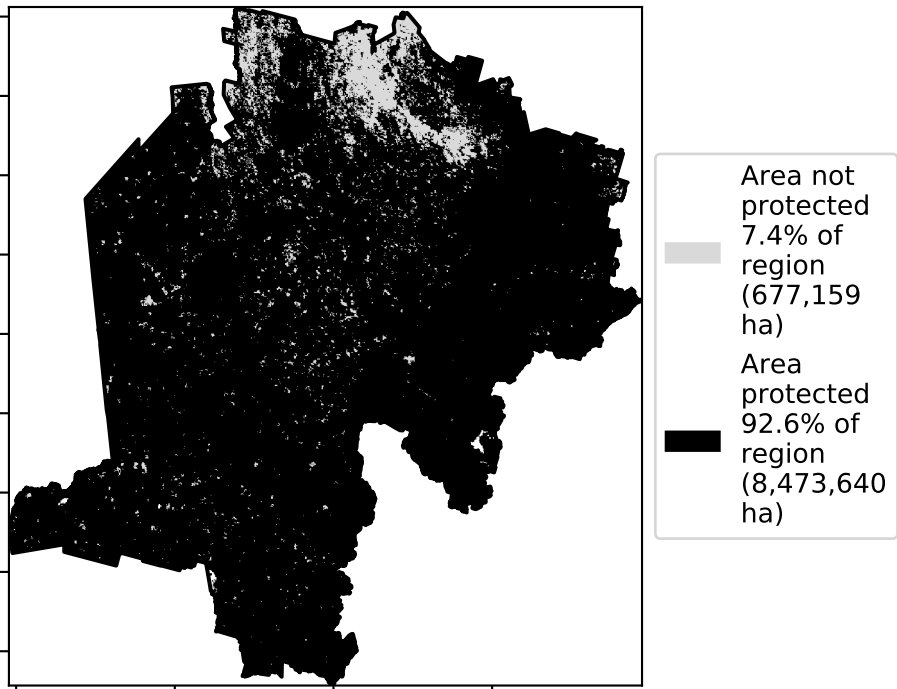 Area not
protected
7.4% of
region
(677,159
ha)
Area
protected
92.6% of
region
(8,473,640
ha)